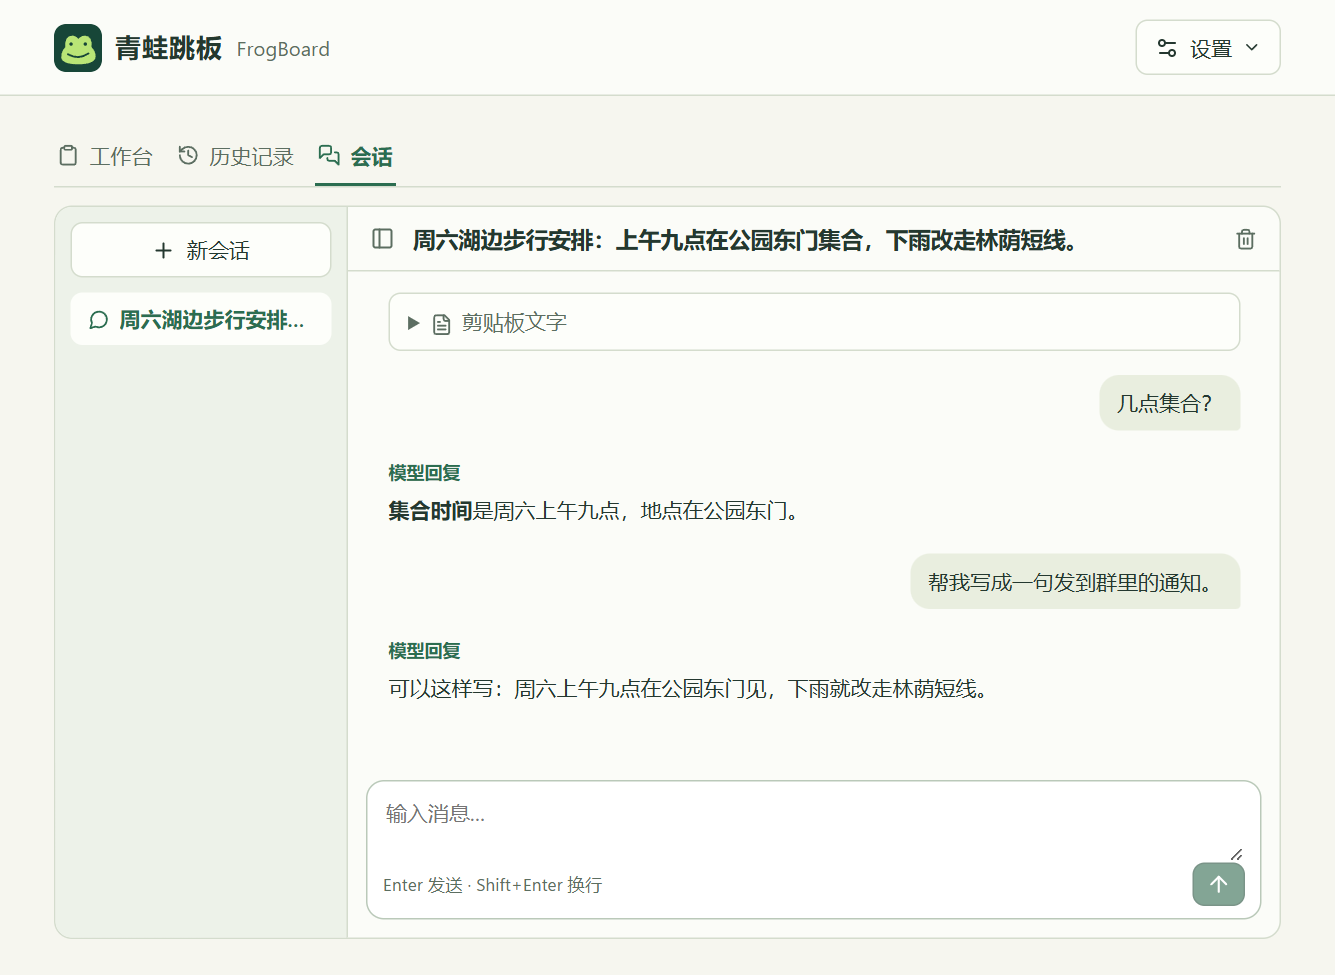 青蛙跳板 FrogBoard
设置
工作台 历史记录 会话
新会话
周六湖边步行安排...
周六湖边步行安排：上午九点在公园东门集合，下雨改走林荫短线。
剪贴板文字
几点集合？
模型回复
集合时间是周六上午九点，地点在公园东门。
帮我写成一句发到群里的通知。
模型回复
可以这样写：周六上午九点在公园东门见，下雨就改走林荫短线。
输入消息...
Enter 发送 · Shift+Enter 换行